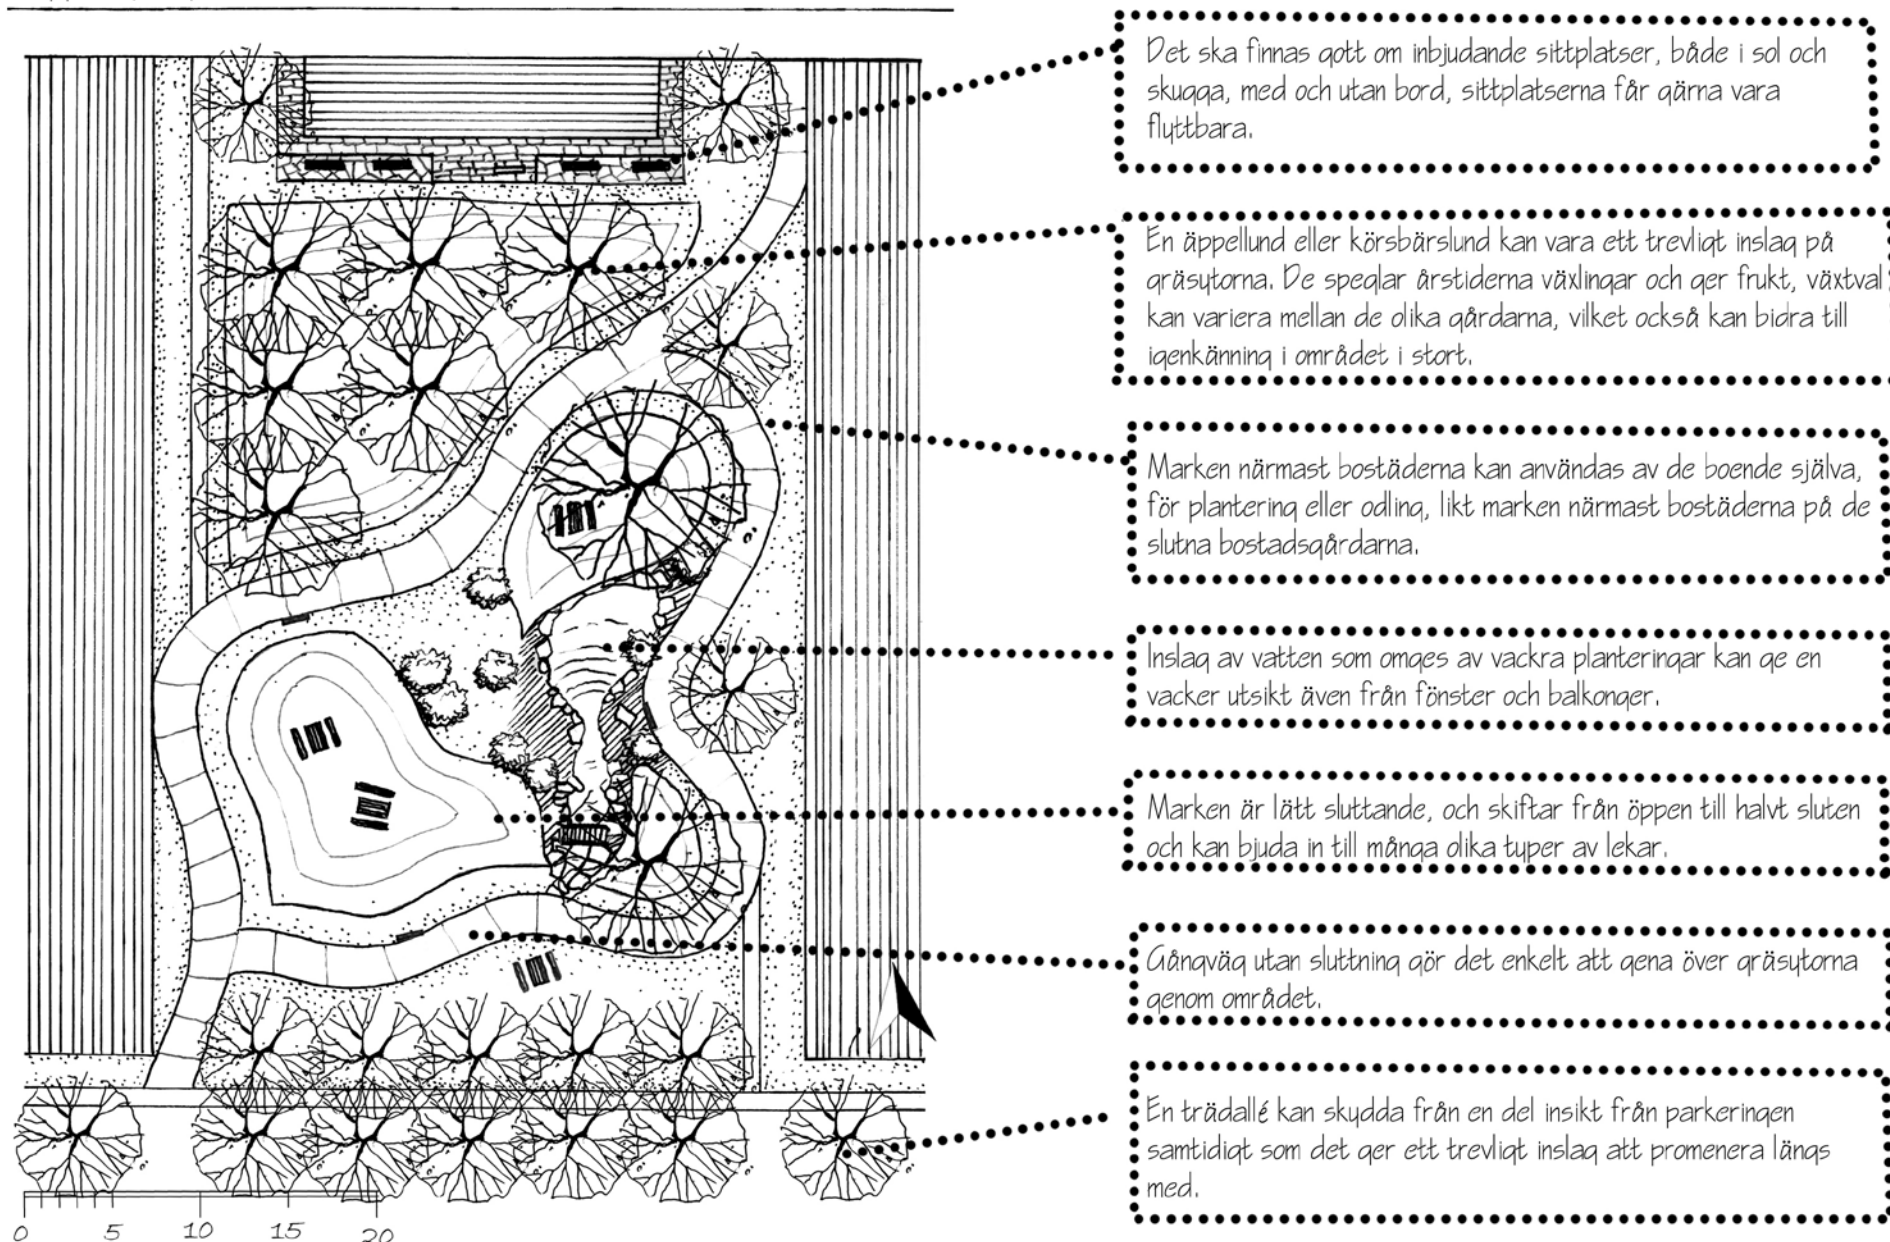 Det ska finnas gott om inbjudande sittplatser, både i sol och
skugga, med och utan bord, sittplatserna får gärna vara
flyttbara.
En äppellund eller körsbärslund kan vara ett trevligt inslag på
gräsytorna. De speglar årstiderna växlingar och ger frukt, växtval
kan variera mellan de olika gårdarna, vilket också kan bidra till
igenkänning i området i stort.
Marken närmast bostäderna kan användas av de boende själva,
för plantering eller odling, likt marken närmast bostäderna på de
slutna bostadsgårdarna.
Inslag av vatten som omges av vackra planteringar kan ge en
vacker utsikt även från fönster och balkonger.
Marken är lätt sluttande, och skiftar från öppen till halvt sluten
och kan bjuda in till många olika typer av lekar.
Gångväg utan sluttning gör det enkelt att gena över gräsytorna
genom området.
En trädallé kan skydda från en del insikt från parkeringen
samtidigt som det ger ett trevligt inslag att promenera längs
med.
0 5 10 15 20